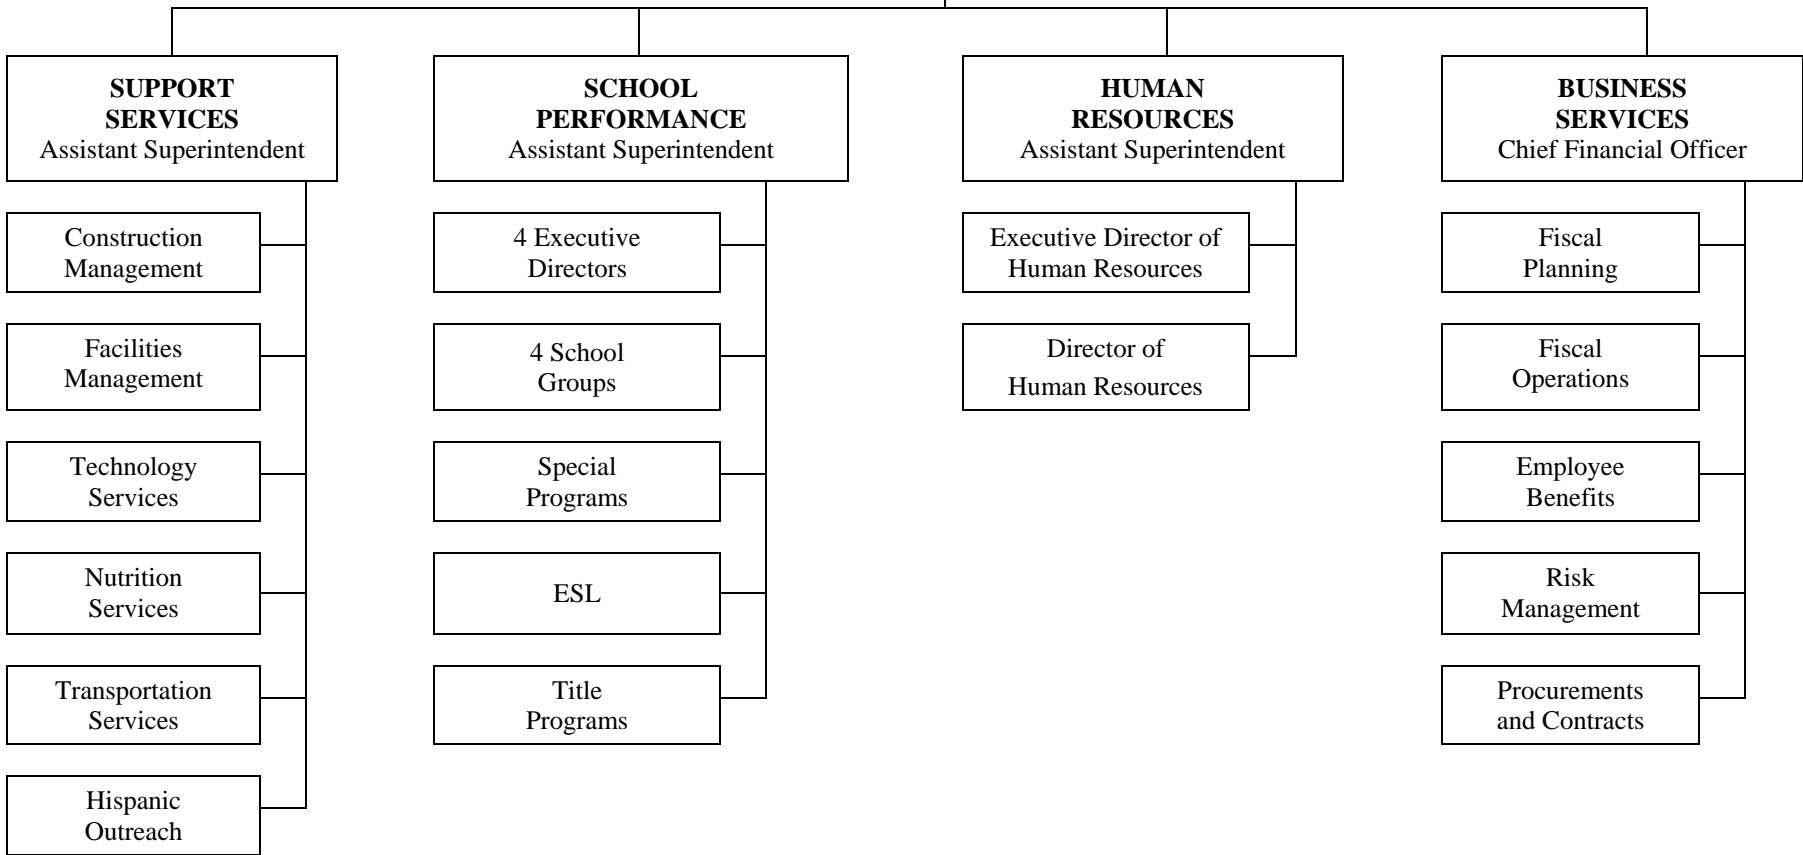 SUPPORT
SERVICES
Assistant Superintendent
Construction
Management
Facilities
Management
Technology
Services
Nutrition
Services
Transportation
Services
Hispanic
Outreach
SCHOOL
PERFORMANCE
Assistant Superintendent
4 Executive
Directors
4 School
Groups
Special
Programs
ESL
Title
Programs
HUMAN
RESOURCES
Assistant Superintendent
Executive Director of
Human Resources
Director of
Human Resources
BUSINESS
SERVICES
Chief Financial Officer
Fiscal
Planning
Fiscal
Operations
Employee
Benefits
Risk
Management
Procurements
and Contracts